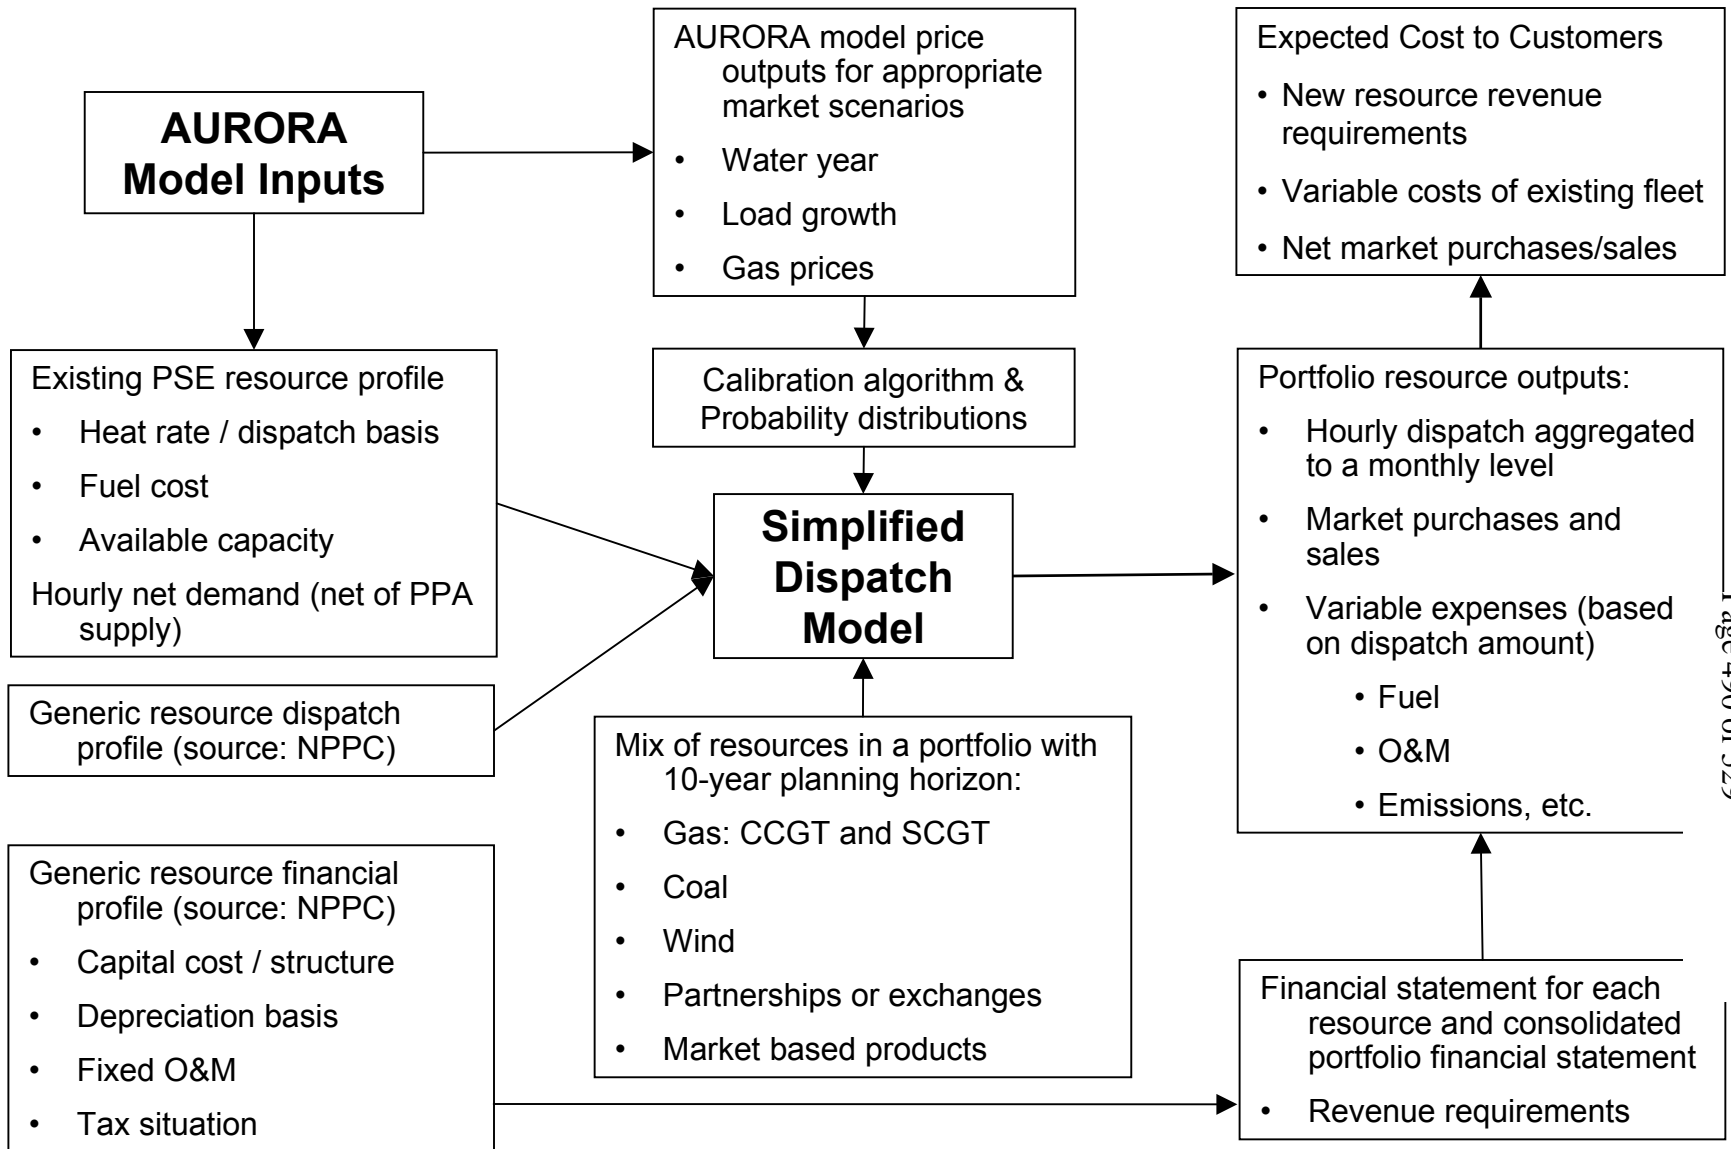 AURORA
Model Inputs
AURORA model price
outputs for appropriate
market scenarios
• Water year
• Load growth
• Gas prices
Expected Cost to Customers
• New resource revenue
requirements
• Variable costs of existing fleet
• Net market purchases/sales
Existing PSE resource profile
• Heat rate / dispatch basis
• Fuel cost
• Available capacity
Hourly net demand (net of PPA
supply)
Calibration algorithm &
Probability distributions
Simplified
Dispatch
Model
Portfolio resource outputs:
• Hourly dispatch aggregated
to a monthly level
• Market purchases and
sales
• Variable expenses (based
on dispatch amount)
• Fuel
• O&M
• Emissions, etc.
Generic resource dispatch
profile (source: NPPC)
Mix of resources in a portfolio with
10-year planning horizon:
• Gas: CCGT and SCGT
• Coal
• Wind
• Partnerships or exchanges
• Market based products
Generic resource financial
profile (source: NPPC)
• Capital cost / structure
• Depreciation basis
• Fixed O&M
• Tax situation
Financial statement for each
resource and consolidated
portfolio financial statement
• Revenue requirements